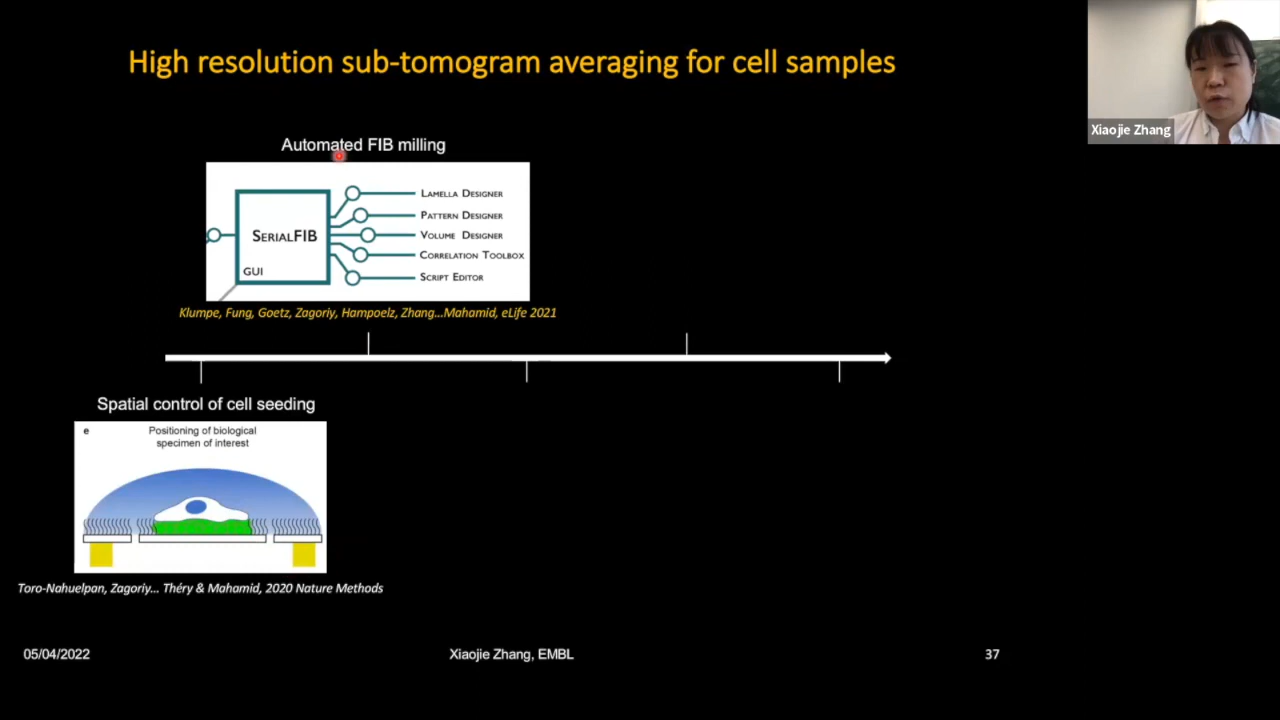 High resolution sub-tomogram averaging for cell samples
Xiaojie Zhang
Automated FIB milling
SERIALFIB
GUI
LAMELLA DESIGNER
PATTERN DESIGNER
VOLUME DESIGNER
CORRELATION TOOLBOX
SCRIPT EDITOR
Klumpe, Fung, Goetz, Zagoriy, Hampoelz, Zhang...Mahamid, eLife 2021
Spatial control of cell seeding
e
Positioning of biological
specimen of interest
Toro-Nahuelpan, Zagoriy... Théry & Mahamid, 2020 Nature Methods
05/04/2022
Xiaojie Zhang, EMBL
37